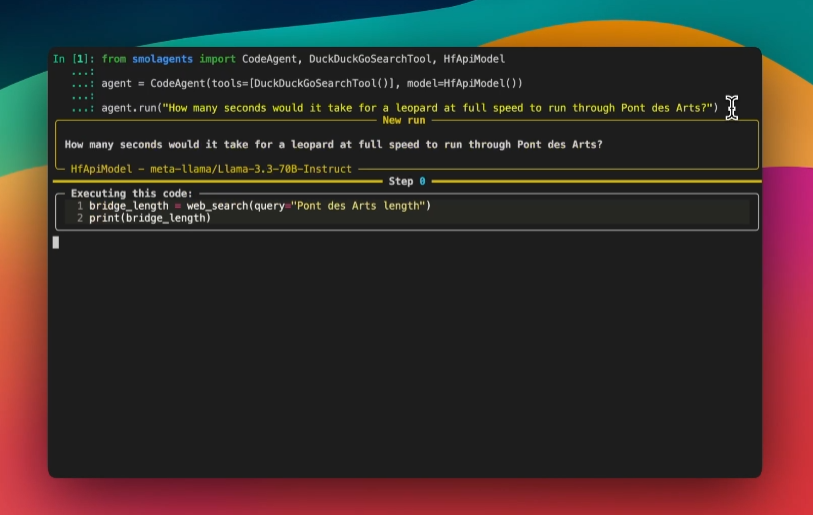 In [1]: from smolagents import CodeAgent, DuckDuckGoSearchTool, HfApiModel
...:
...: agent = CodeAgent(tools=[DuckDuckGoSearchTool()], model=HfApiModel())
...:
...: agent.run("How many seconds would it take for a leopard at full speed to run through Pont des Arts?")
New run
How many seconds would it take for a leopard at full speed to run through Pont des Arts?
HfApiModel - meta-llama/Llama-3.3-70B-Instruct
Step 0
Executing this code:
1 bridge_length = web_search(query="Pont des Arts length")
2 print(bridge_length)